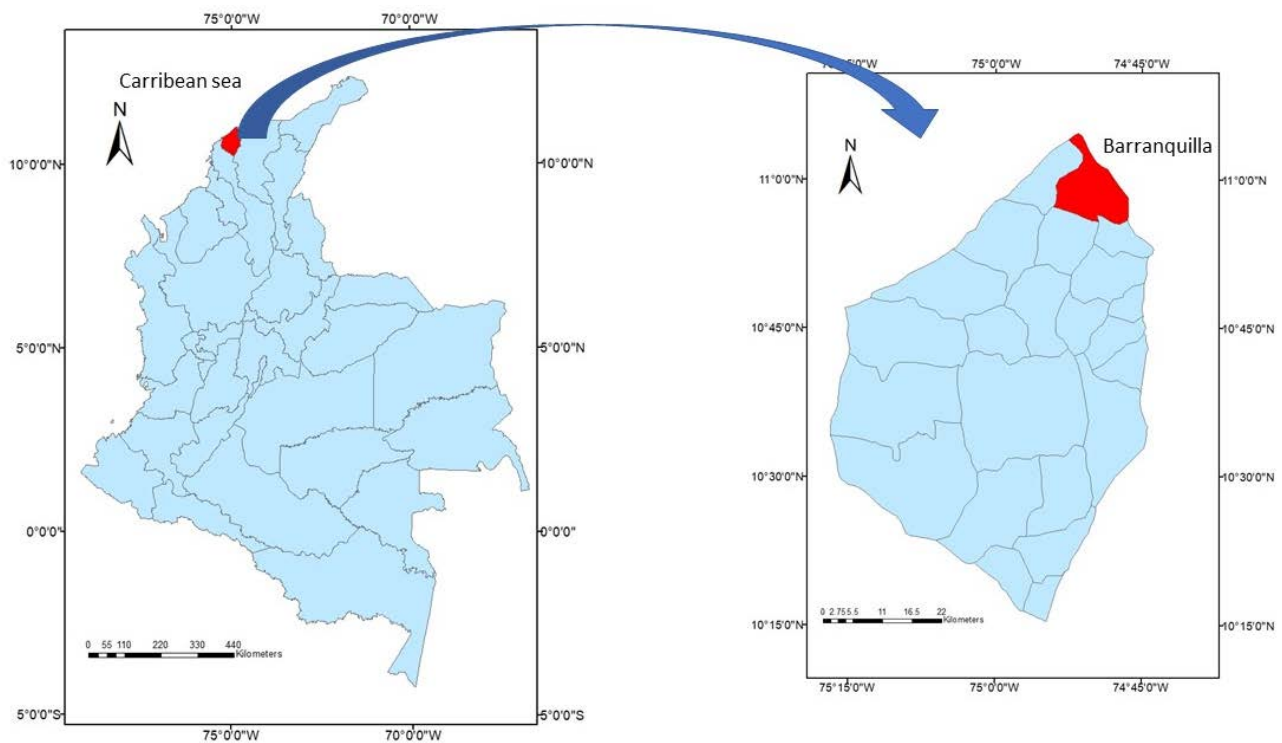 75°0'0"W 70°0'0"W
Carribean sea
N
10°0'0"N 10°0'0"N
5°0'0"N 5°0'0"N
0°0'0" 0°0'0"
0 55 110 220 330 440
Kilometers
5°0'0"S 5°0'0"S
75°0'0"W 70°0'0"W
75°0'0"W 74°45'0"W
Barranquilla
N
11°0'0"N 11°0'0"N
10°45'0"N 10°45'0"N
10°30'0"N 10°30'0"N
0 2.75 5.5 11 16.5 22
Kilometers
10°15'0"N 10°15'0"N
75°15'0"W 75°0'0"W 74°45'0"W